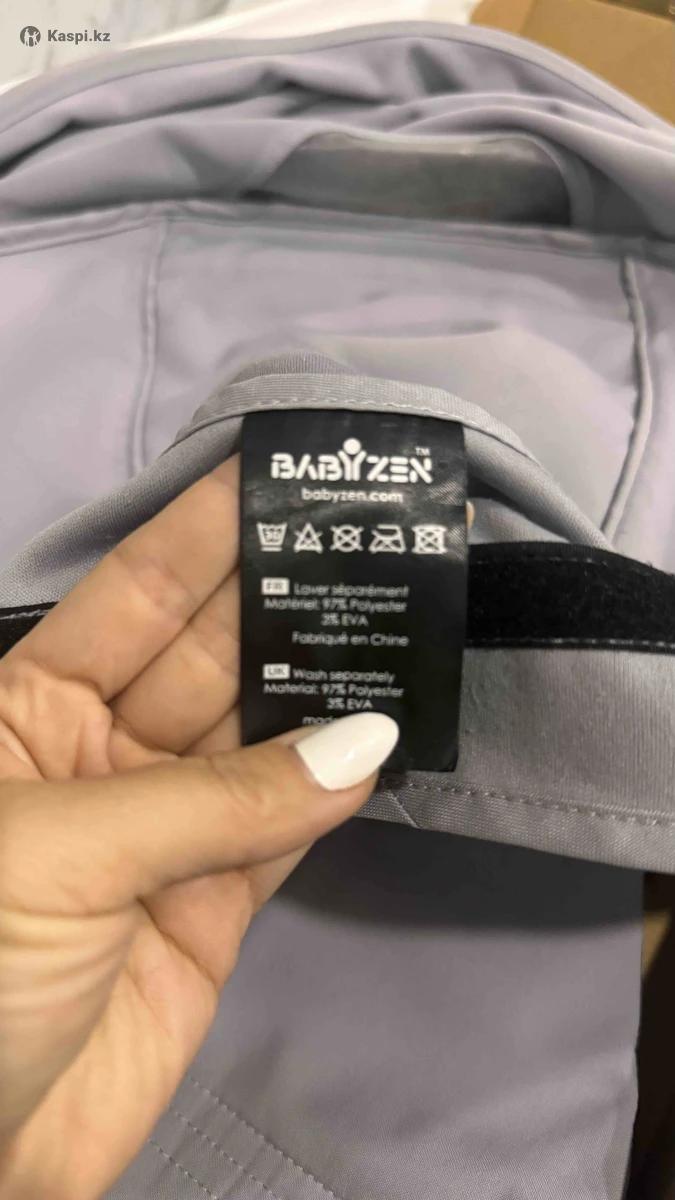 Kaspi.kz
BABYZEN™
babyzen.com
30
FR Laver séparément
Matériel: 97% Polyester
3% EVA
Fabriqué en Chine
UK Wash separately
Material: 97% Polyester
3% EVA